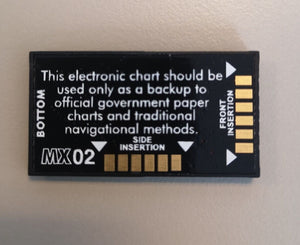 This electronic chart should be
used only as a backup to
official government paper
charts and traditional
navigational methods.
BOTTOM
MX02
SIDE
INSERTION
FRONT
INSERTION